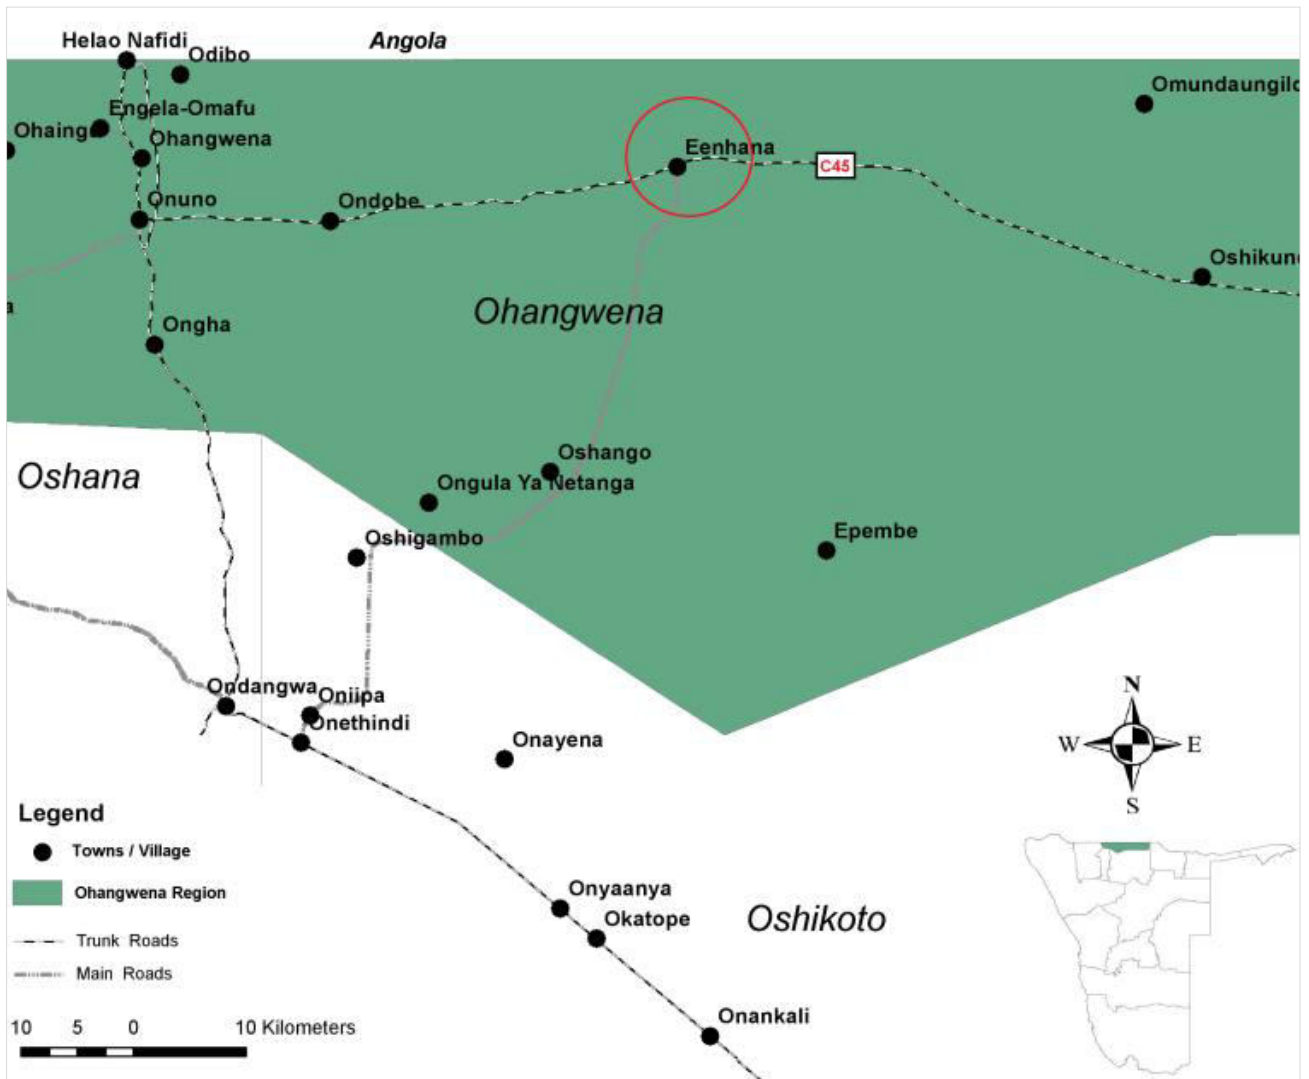 Angola
Helao Nafidi
Odibo
Omundaungilo
Engela-Omafu
Ohainga
Ohangwena
Eenhana
C45
Onuno
Ondobe
Oshikun
a
Ohangwena
Ongha
Oshango
Oshana
Ongula Ya Netanga
Oshigambo
Epembe
Ondangwa
Oniipa
Onethindi
Onayena
N
W
E
S
Legend
Towns / Village
Ohangwena Region
Trunk Roads
Main Roads
Onyaanya
Okatope
Oshikoto
Onankali
10 5 0 10 Kilometers